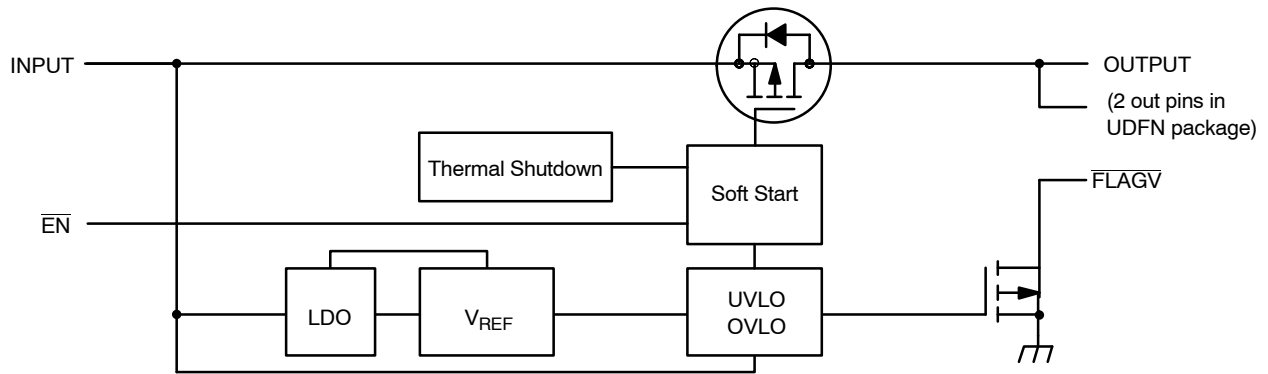 INPUT
OUTPUT
(2 out pins in
UDFN package)
Thermal Shutdown
Soft Start
FLAGV
EN
LDO
VREF
UVLO
OVLO